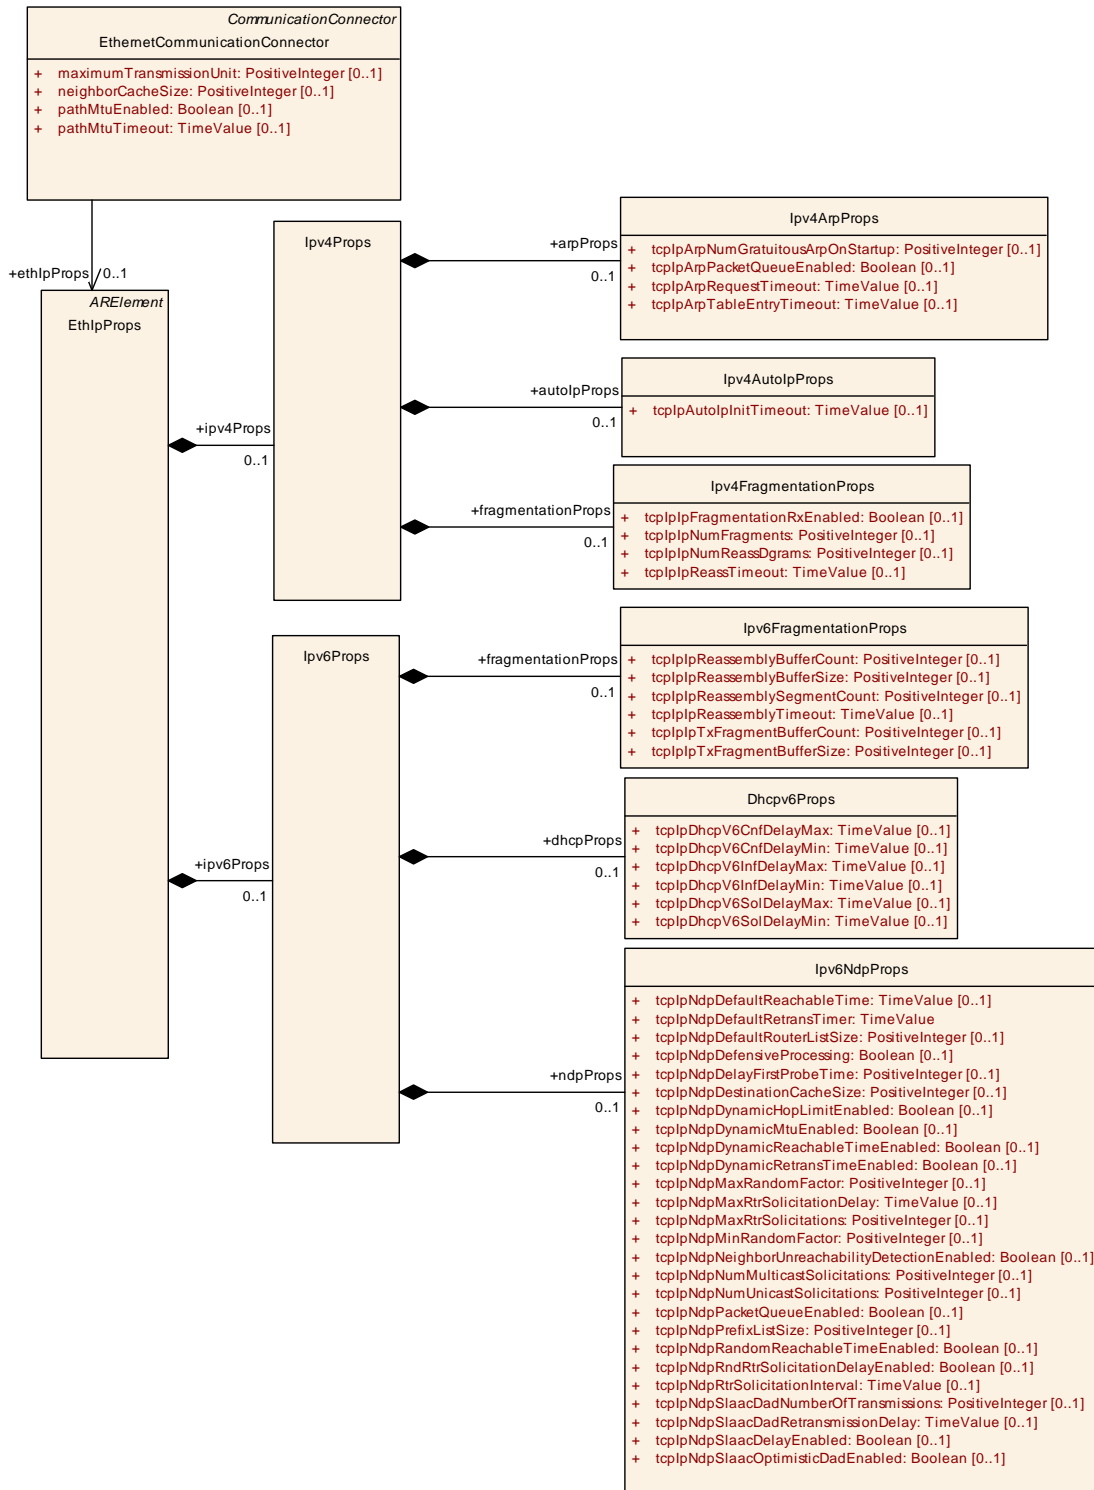 CommunicationConnector
EthernetCommunicationConnector
+ maximumTransmissionUnit: PositiveInteger [0..1]
+ neighborCacheSize: PositiveInteger [0..1]
+ pathMtuEnabled: Boolean [0..1]
+ pathMtuTimeout: TimeValue [0..1]
+ethIpProps 0..1
ARElement
EthIpProps
+ipv4Props
0..1
+ipv6Props
0..1
Ipv4Props
+arpProps
0..1
+autoIpProps
0..1
+fragmentationProps
0..1
Ipv4ArpProps
+ tcpIpArpNumGratuitousArpOnStartup: PositiveInteger [0..1]
+ tcpIpArpPacketQueueEnabled: Boolean [0..1]
+ tcpIpArpRequestTimeout: TimeValue [0..1]
+ tcpIpArpTableEntryTimeout: TimeValue [0..1]
Ipv4AutoIpProps
+ tcpIpAutoIpInitTimeout: TimeValue [0..1]
Ipv4FragmentationProps
+ tcpIpIpFragmentationRxEnabled: Boolean [0..1]
+ tcpIpIpNumFragments: PositiveInteger [0..1]
+ tcpIpIpNumReassDgrams: PositiveInteger [0..1]
+ tcpIpIpReassTimeout: TimeValue [0..1]
Ipv6Props
+fragmentationProps
0..1
+dhcpProps
0..1
+ndpProps
0..1
Ipv6FragmentationProps
+ tcpIpIpReassemblyBufferCount: PositiveInteger [0..1]
+ tcpIpIpReassemblyBufferSize: PositiveInteger [0..1]
+ tcpIpIpReassemblySegmentCount: PositiveInteger [0..1]
+ tcpIpIpReassemblyTimeout: TimeValue [0..1]
+ tcpIpIpTxFragmentBufferCount: PositiveInteger [0..1]
+ tcpIpIpTxFragmentBufferSize: PositiveInteger [0..1]
Dhcpv6Props
+ tcpIpDhcpV6CnfDelayMax: TimeValue [0..1]
+ tcpIpDhcpV6CnfDelayMin: TimeValue [0..1]
+ tcpIpDhcpV6InfDelayMax: TimeValue [0..1]
+ tcpIpDhcpV6InfDelayMin: TimeValue [0..1]
+ tcpIpDhcpV6SolDelayMax: TimeValue [0..1]
+ tcpIpDhcpV6SolDelayMin: TimeValue [0..1]
Ipv6NdpProps
+ tcpIpNdpDefaultReachableTime: TimeValue [0..1]
+ tcpIpNdpDefaultRetransTimer: TimeValue
+ tcpIpNdpDefaultRouterListSize: PositiveInteger [0..1]
+ tcpIpNdpDefensiveProcessing: Boolean [0..1]
+ tcpIpNdpDelayFirstProbeTime: PositiveInteger [0..1]
+ tcpIpNdpDestinationCacheSize: PositiveInteger [0..1]
+ tcpIpNdpDynamicHopLimitEnabled: Boolean [0..1]
+ tcpIpNdpDynamicMtuEnabled: Boolean [0..1]
+ tcpIpNdpDynamicReachableTimeEnabled: Boolean [0..1]
+ tcpIpNdpDynamicRetransTimeEnabled: Boolean [0..1]
+ tcpIpNdpMaxRandomFactor: PositiveInteger [0..1]
+ tcpIpNdpMaxRtrSolicitationDelay: TimeValue [0..1]
+ tcpIpNdpMaxRtrSolicitations: PositiveInteger [0..1]
+ tcpIpNdpMinRandomFactor: PositiveInteger [0..1]
+ tcpIpNdpNeighborUnreachabilityDetectionEnabled: Boolean [0..1]
+ tcpIpNdpNumMulticastSolicitations: PositiveInteger [0..1]
+ tcpIpNdpNumUnicastSolicitations: PositiveInteger [0..1]
+ tcpIpNdpPacketQueueEnabled: Boolean [0..1]
+ tcpIpNdpPrefixListSize: PositiveInteger [0..1]
+ tcpIpNdpRandomReachableTimeEnabled: Boolean [0..1]
+ tcpIpNdpRndRtrSolicitationDelayEnabled: Boolean [0..1]
+ tcpIpNdpRtrSolicitationInterval: TimeValue [0..1]
+ tcpIpNdpSlaacDadNumberOfTransmissions: PositiveInteger [0..1]
+ tcpIpNdpSlaacDadRetransmissionDelay: TimeValue [0..1]
+ tcpIpNdpSlaacDelayEnabled: Boolean [0..1]
+ tcpIpNdpSlaacOptimisticDadEnabled: Boolean [0..1]